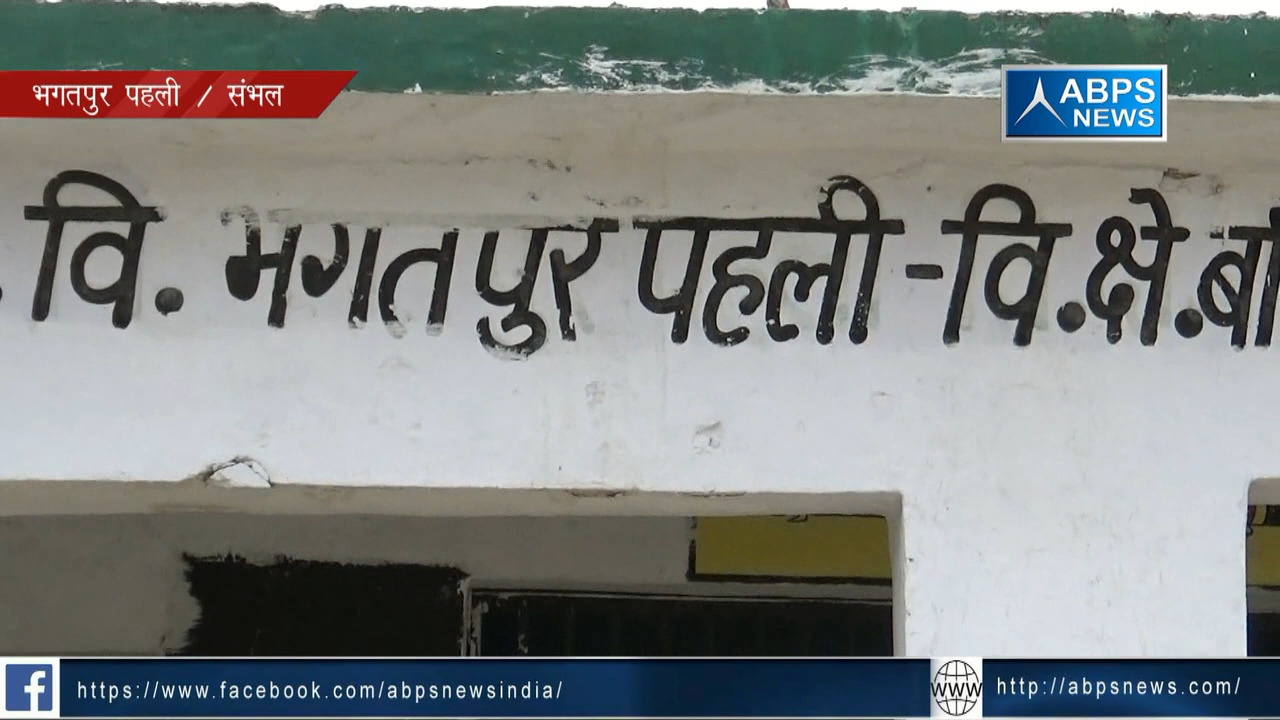 भगतपुर पहली / संभल
ABPS
NEWS
. वि. भगतपुर पहली - वि.क्षे.
https://www.facebook.com/abpsnewsindia/
www
http://abpsnews.com/